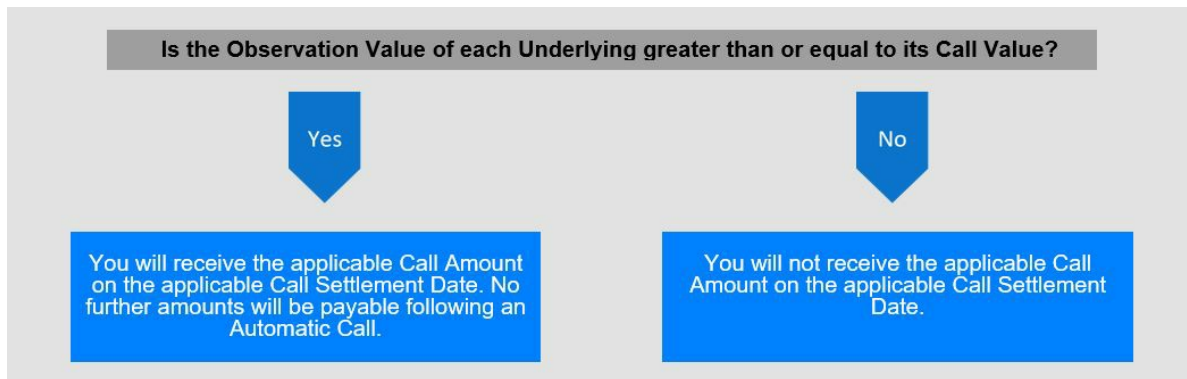 Is the Observation Value of each Underlying greater than or equal to its Call Value?
Yes
No
You will receive the applicable Call Amount
on the applicable Call Settlement Date. No
further amounts will be payable following an
Automatic Call.
You will not receive the applicable Call
Amount on the applicable Call Settlement
Date.